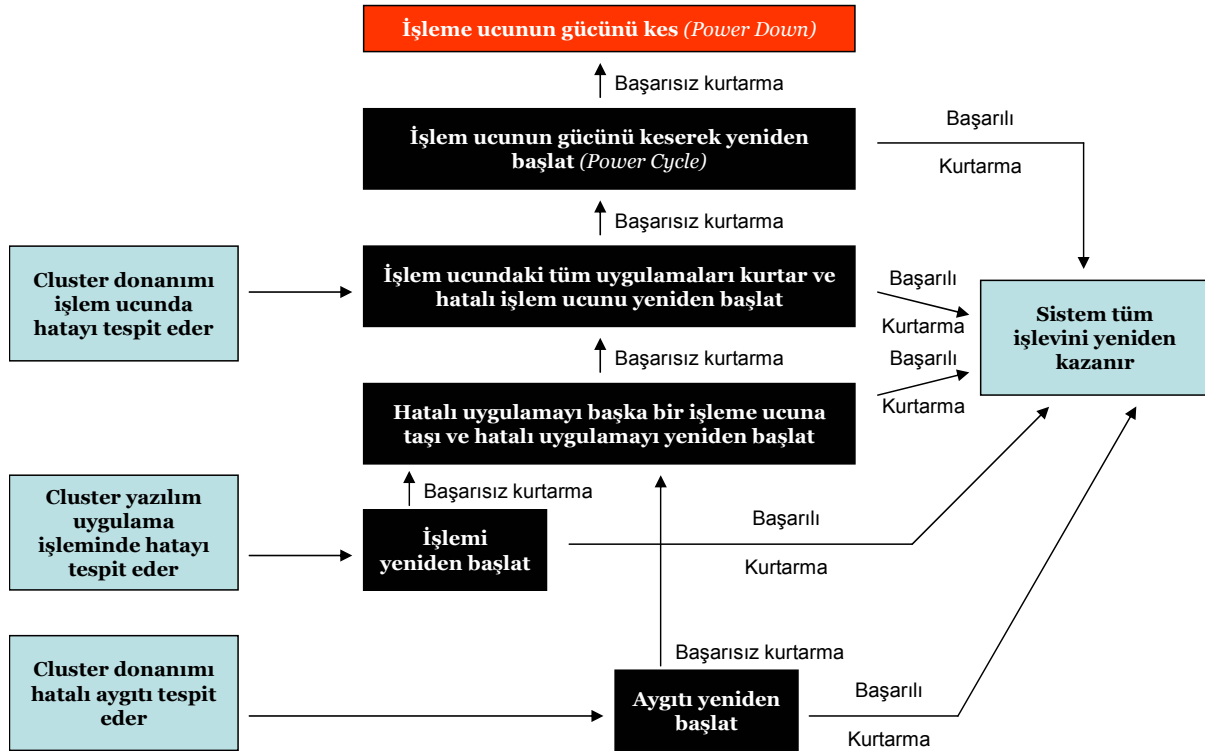 İşleme ucunun gücünü kes (Power Down)
Başarısız kurtarma
İşlem ucunun gücünü keserek yeniden
başlat (Power Cycle)
Başarılı
Kurtarma
Başarısız kurtarma
Cluster donanımı
işlem ucunda
hatayı tespit eder
İşlem ucundaki tüm uygulamaları kurtar ve
hatalı işlem ucunu yeniden başlat
Başarılı
Kurtarma
Sistem tüm
işlevini yeniden
kazanır
Başarısız kurtarma
Başarılı
Kurtarma
Hatalı uygulamayı başka bir işleme ucuna
taşı ve hatalı uygulamayı yeniden başlat
Cluster yazılım
uygulama
işleminde hatayı
tespit eder
Başarısız kurtarma
İşlemi
yeniden başlat
Başarılı
Kurtarma
Cluster donanımı
hatalı aygıtı tespit
eder
Başarısız kurtarma
Aygıtı yeniden
başlat
Başarılı
Kurtarma